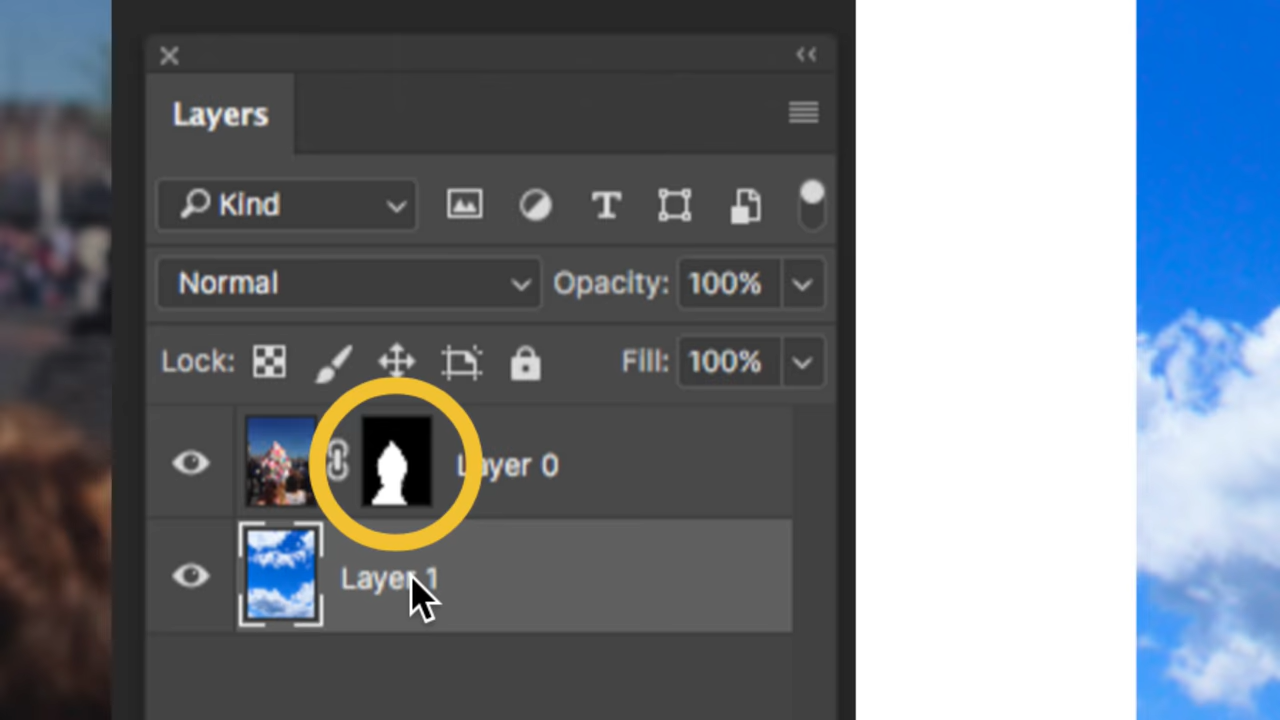 Layers
Kind
Normal Opacity: 100%
Lock: Fill: 100%
Layer 0
Layer 1